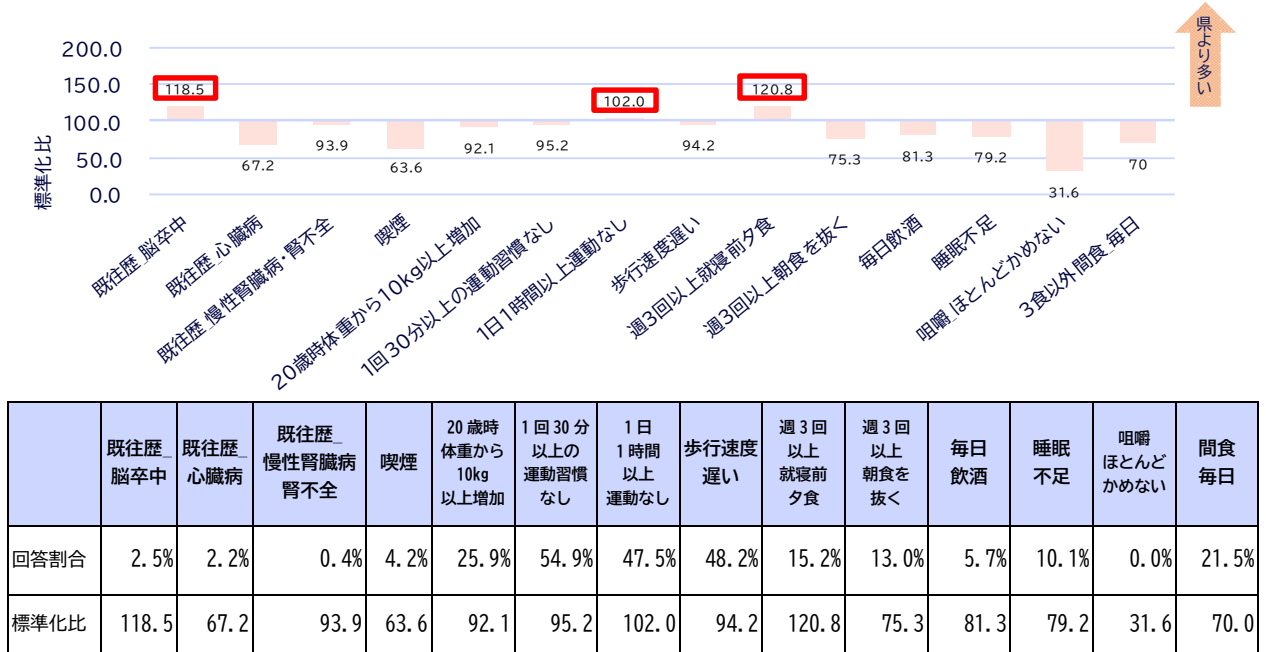 県より多い
標準化比
200.0
150.0
100.0
50.0
0.0
118.5
67.2
93.9
63.6
92.1
95.2
102.0
94.2
120.8
75.3
81.3
79.2
31.6
70
既往歴_脳卒中
既往歴_心臓病
既往歴_慢性腎臓病・腎不全
喫煙
20歳時体重から10kg以上増加
1回30分以上の運動習慣なし
1日1時間以上運動なし
歩行速度遅い
週3回以上就寝前夕食
週3回以上朝食を抜く
毎日飲酒
睡眠不足
咀嚼_ほとんどかめない
3食以外間食_毎日
既往歴_
脳卒中
既往歴_
心臓病
既往歴_
慢性腎臓病
腎不全
喫煙
20歳時
体重から
10kg
以上増加
1回30分
以上の
運動習慣
なし
1日
1時間
以上
運動なし
歩行速度
遅い
週3回
以上
就寝前
夕食
週3回
以上
朝食を
抜く
毎日
飲酒
睡眠
不足
咀嚼
ほとんど
かめない
間食
毎日
回答割合 2.5% 2.2% 0.4% 4.2% 25.9% 54.9% 47.5% 48.2% 15.2% 13.0% 5.7% 10.1% 0.0% 21.5%
標準化比 118.5 67.2 93.9 63.6 92.1 95.2 102.0 94.2 120.8 75.3 81.3 79.2 31.6 70.0